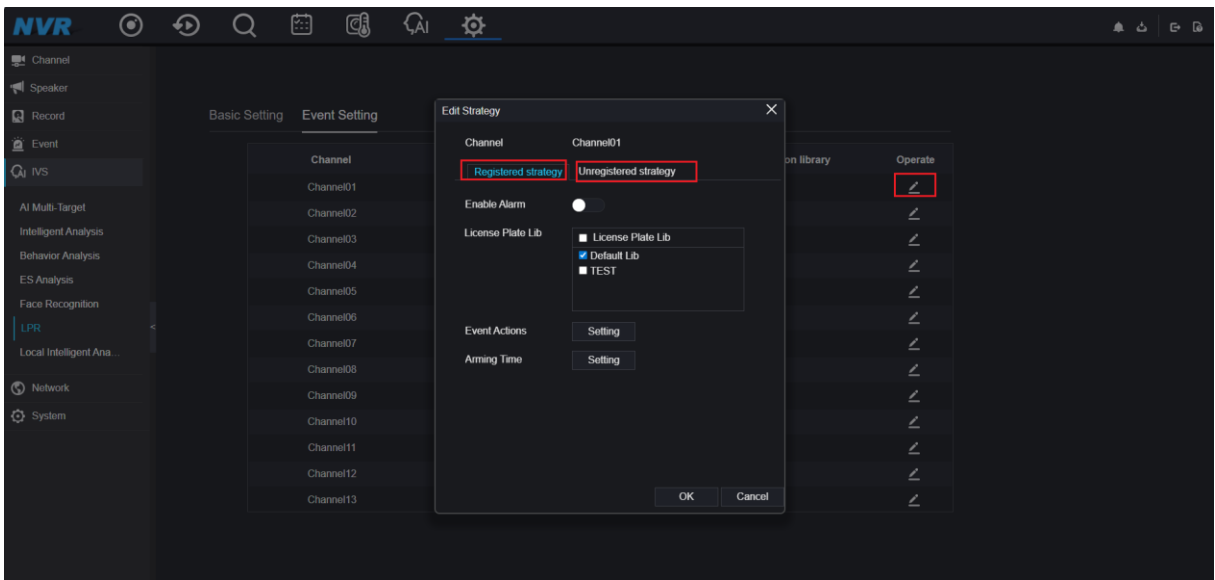 NVR
AI
Channel
Speaker
Record
Event
IVS
AI Multi-Target
Intelligent Analysis
Behavior Analysis
ES Analysis
Face Recognition
LPR
<
Local Intelligent Ana...
Network
System
Basic Setting Event Setting
Channel on library Operate
Channel01
Channel02
Channel03
Channel04
Channel05
Channel06
Channel07
Channel08
Channel09
Channel10
Channel11
Channel12
Channel13
Edit Strategy
Channel Channel01
Registered strategy Unregistered strategy
Enable Alarm
License Plate Lib License Plate Lib
Default Lib
TEST
Event Actions Setting
Arming Time Setting
OK Cancel